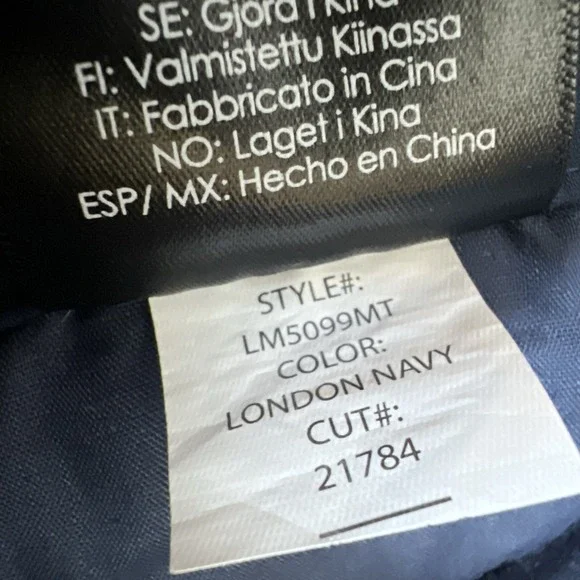 SE: Gjord i Kina
FI: Valmistettu Kiinassa
IT: Fabbricato in Cina
NO: Laget i Kina
ESP/ MX: Hecho en China
STYLE#:
LM5099MT
COLOR:
LONDON NAVY
CUT#:
21784